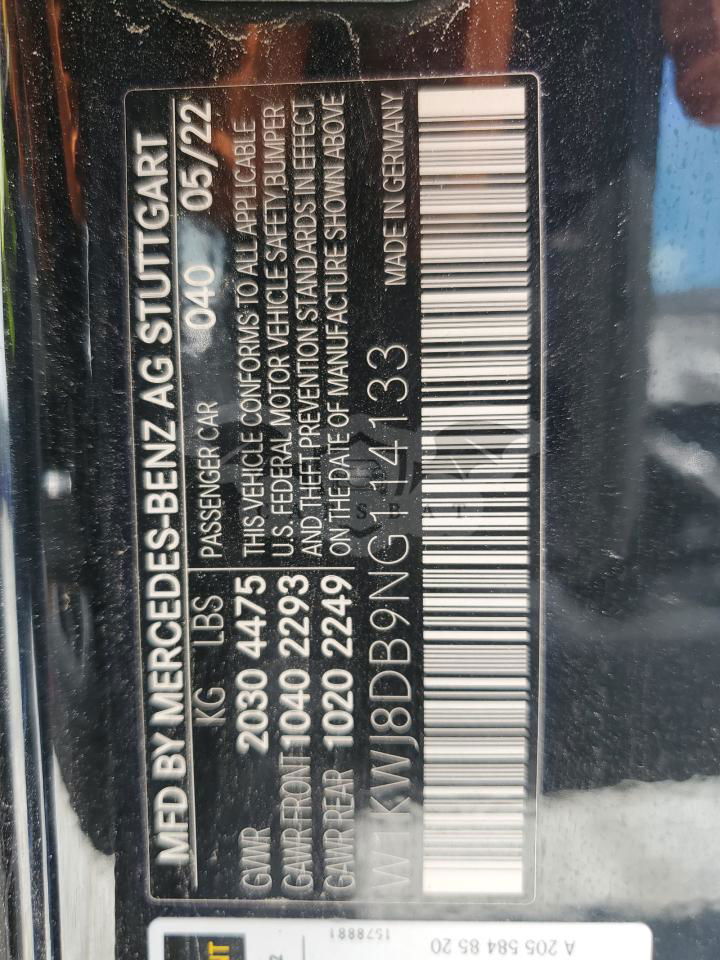 MFD BY MERCEDES-BENZ AG STUTTGART
KG LBS PASSENGER CAR 040 05/22
GVWR 2030 4475 THIS VEHICLE CONFORMS TO ALL APPLICABLE
GAWR FRONT 1040 2293 U.S. FEDERAL MOTOR VEHICLE SAFETY,BUMPER
GAWR REAR 1020 2249 AND THEFT PREVENTION STANDARDS IN EFFECT
ON THE DATE OF MANUFACTURE SHOWN ABOVE
W1KWJ8DB9NG114133 MADE IN GERMANY
A 205 584 85 20
1578881